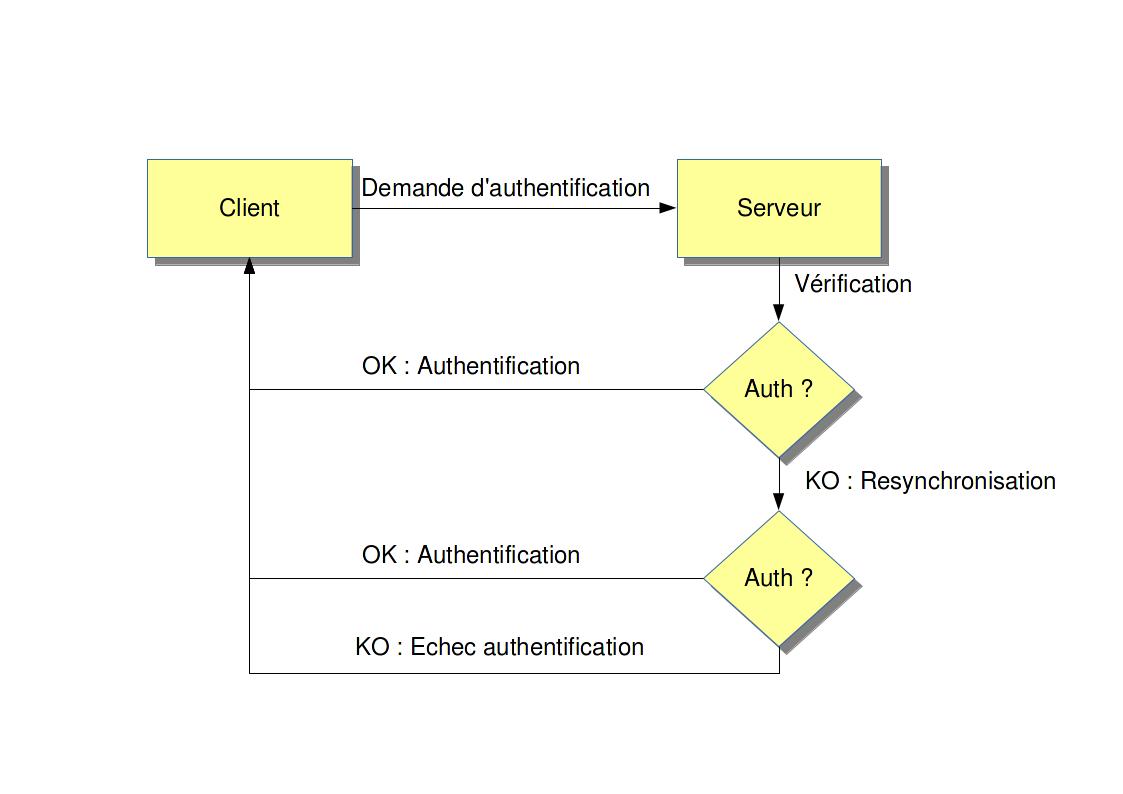 Client
Demande d'authentification
Serveur
Vérification
OK : Authentification
Auth ?
KO : Resynchronisation
OK : Authentification
Auth ?
KO : Echec authentification